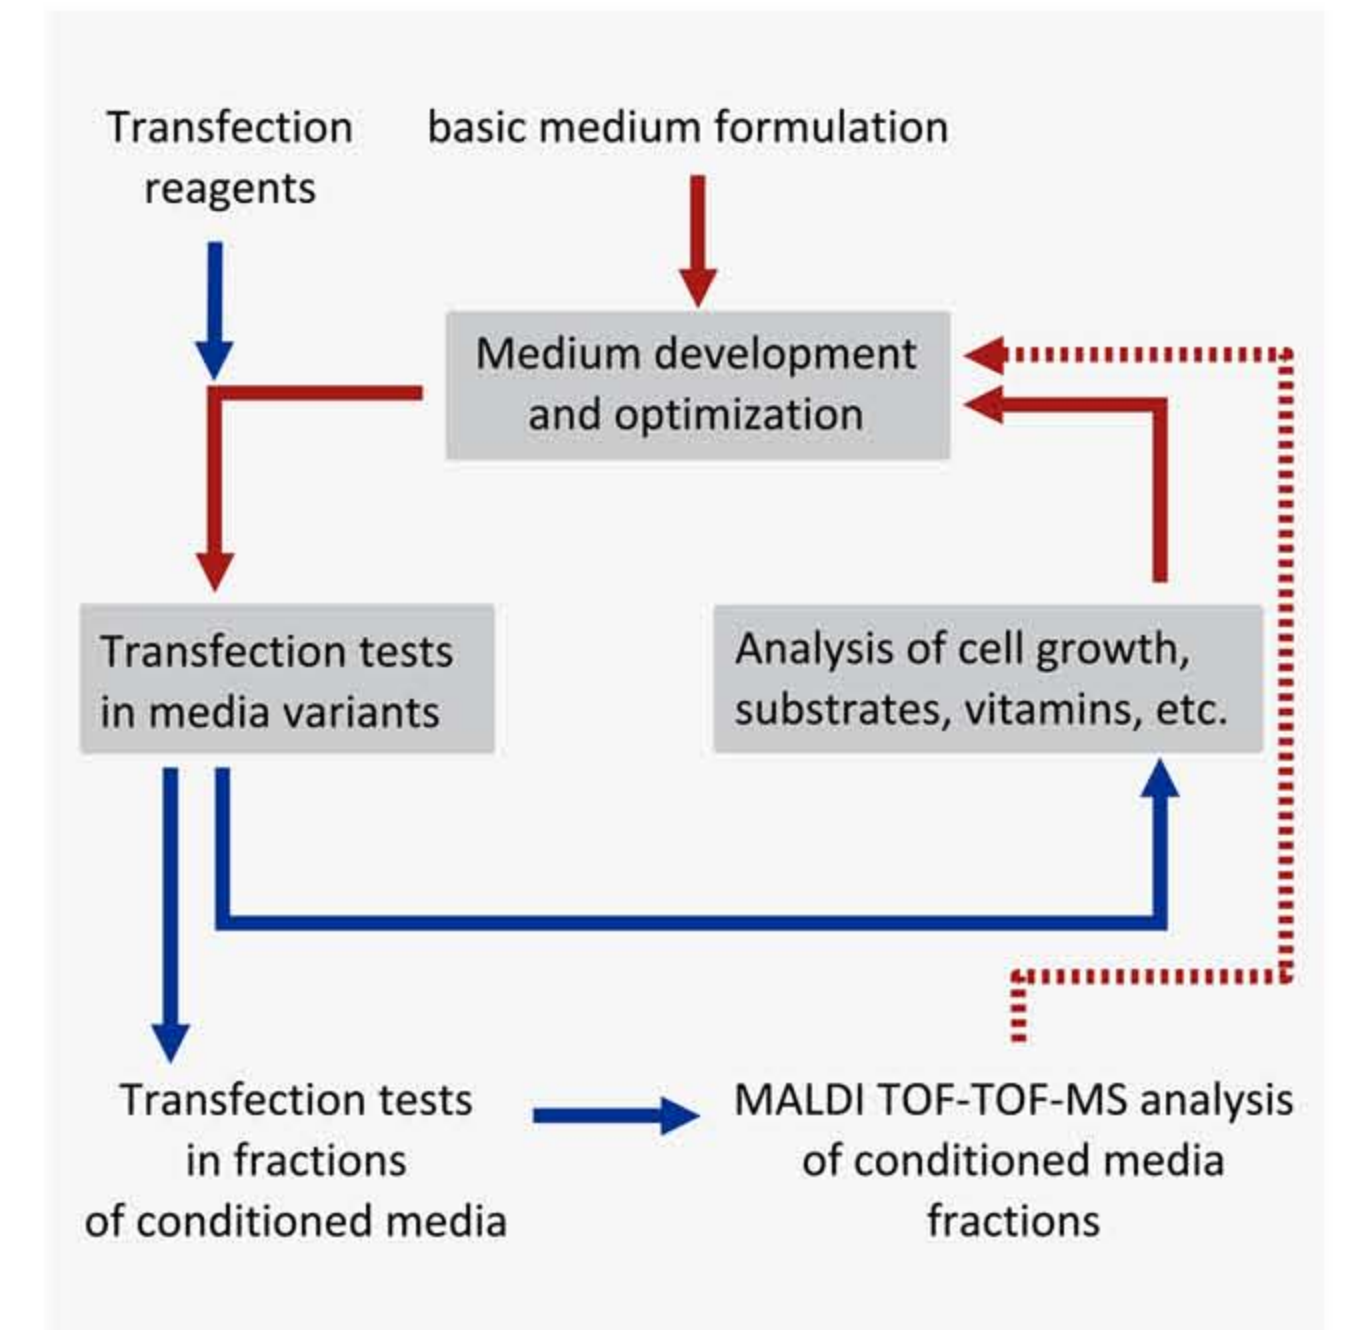 Transfection
reagents
basic medium formulation
Medium development
and optimization
Transfection tests
in media variants
Analysis of cell growth,
substrates, vitamins, etc.
Transfection tests
in fractions
of conditioned media
MALDI TOF-TOF-MS analysis
of conditioned media
fractions